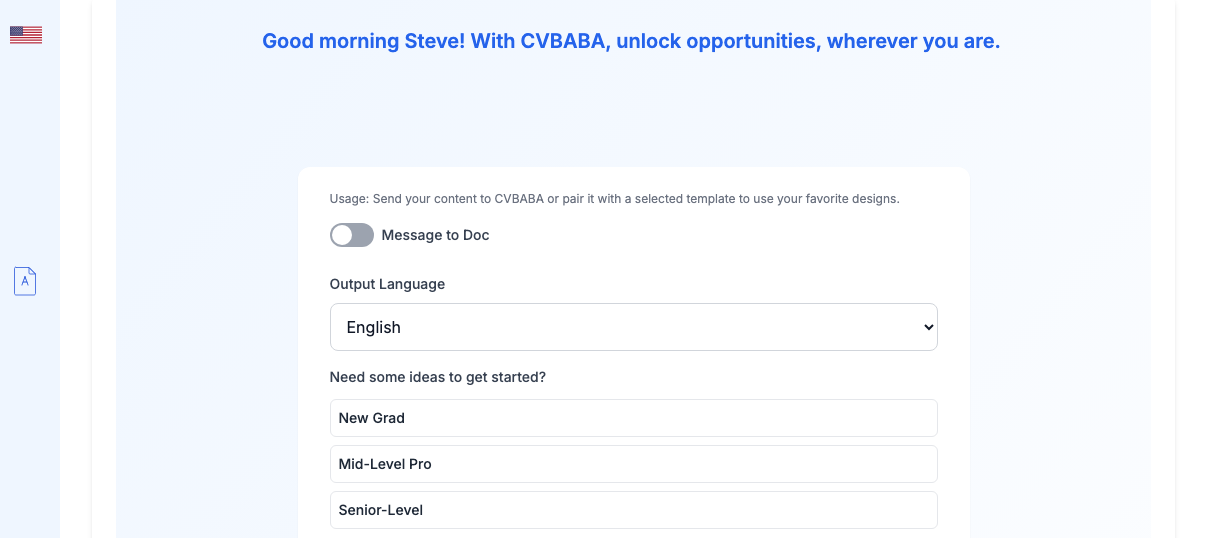 Good morning Steve! With CVBABA, unlock opportunities, wherever you are.
Usage: Send your content to CVBABA or pair it with a selected template to use your favorite designs.
Message to Doc
Output Language
English
A
Need some ideas to get started?
New Grad
Mid-Level Pro
Senior-Level